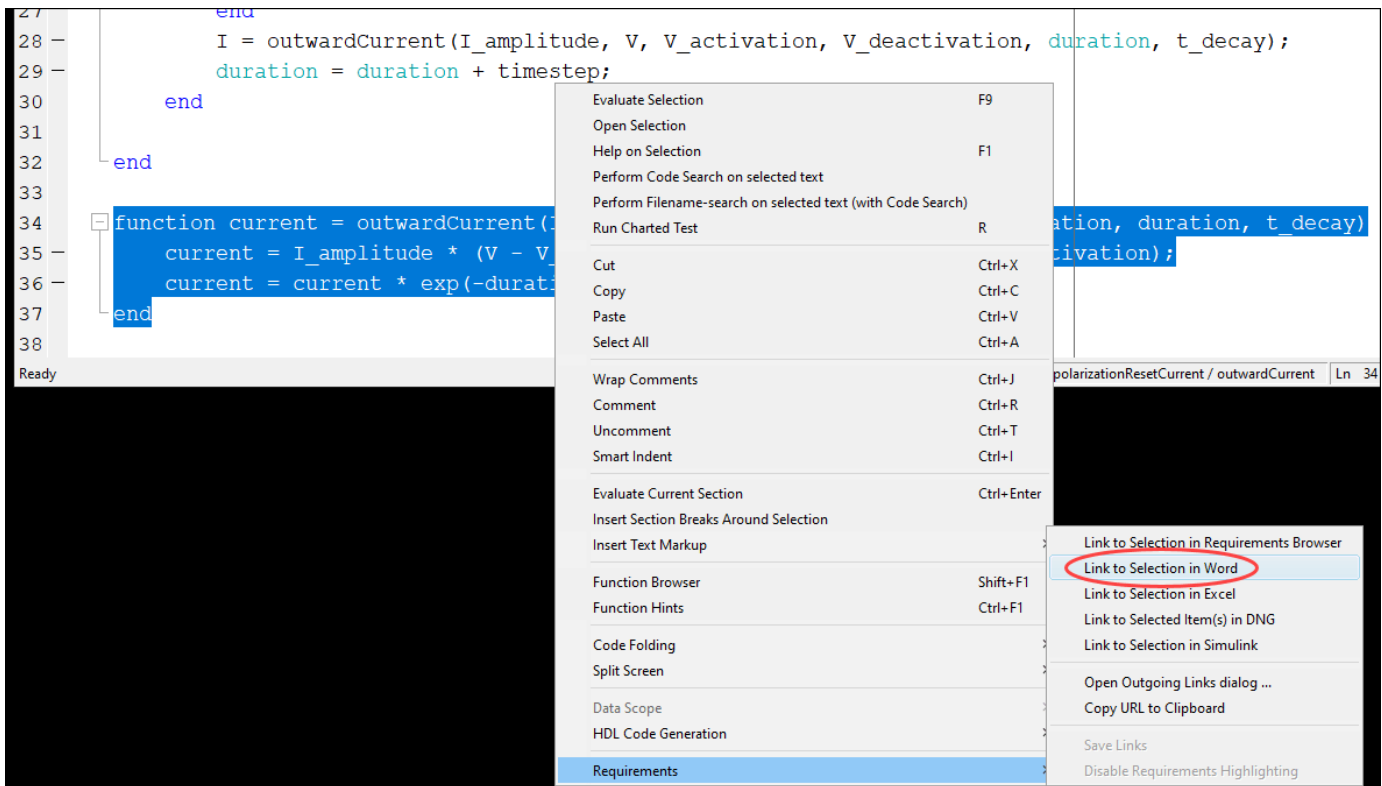 27 end
28 — I = outwardCurrent(I_amplitude, V, V_activation, V_deactivation, duration, t_decay);
29 — duration = duration + timestep;
30 end
31
32 end
33
34 function current = outwardCurrent( ation, duration, t_decay)
35 — current = I_amplitude * (V - V_ tivation);
36 — current = current * exp(-durati
37 end
38
Ready polarizationResetCurrent / outwardCurrent Ln 34
Evaluate Selection F9
Open Selection
Help on Selection F1
Perform Code Search on selected text
Perform Filename-search on selected text (with Code Search)
Run Charted Test R
Cut Ctrl+X
Copy Ctrl+C
Paste Ctrl+V
Select All Ctrl+A
Wrap Comments Ctrl+J
Comment Ctrl+R
Uncomment Ctrl+T
Smart Indent Ctrl+I
Evaluate Current Section Ctrl+Enter
Insert Section Breaks Around Selection
Insert Text Markup
Function Browser Shift+F1
Function Hints Ctrl+F1
Code Folding
Split Screen
Data Scope
HDL Code Generation
Requirements
Link to Selection in Requirements Browser
Link to Selection in Word
Link to Selection in Excel
Link to Selected Item(s) in DNG
Link to Selection in Simulink
Open Outgoing Links dialog ...
Copy URL to Clipboard
Save Links
Disable Requirements Highlighting